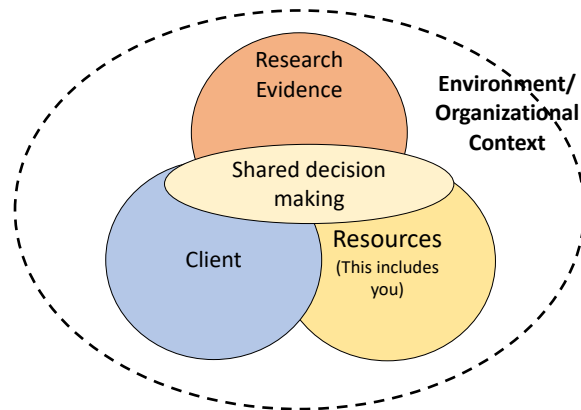 Research
Evidence
Environment/
Organizational
Context
Shared decision
making
Client
Resources
(This includes
you)